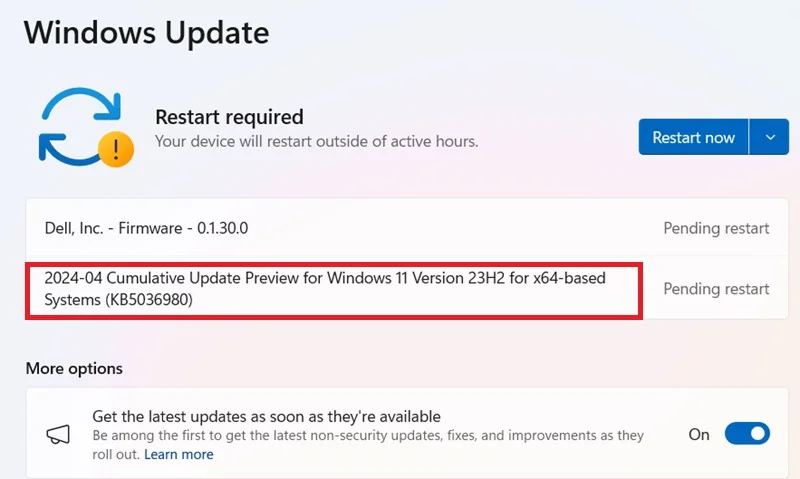 Windows Update
Restart required
Your device will restart outside of active hours.
Restart now
Dell, Inc. - Firmware - 0.1.30.0
Pending restart
2024-04 Cumulative Update Preview for Windows 11 Version 23H2 for x64-based
Systems (KB5036980)
Pending restart
More options
Get the latest updates as soon as they're available
Be among the first to get the latest non-security updates, fixes, and improvements as they
roll out. Learn more
On